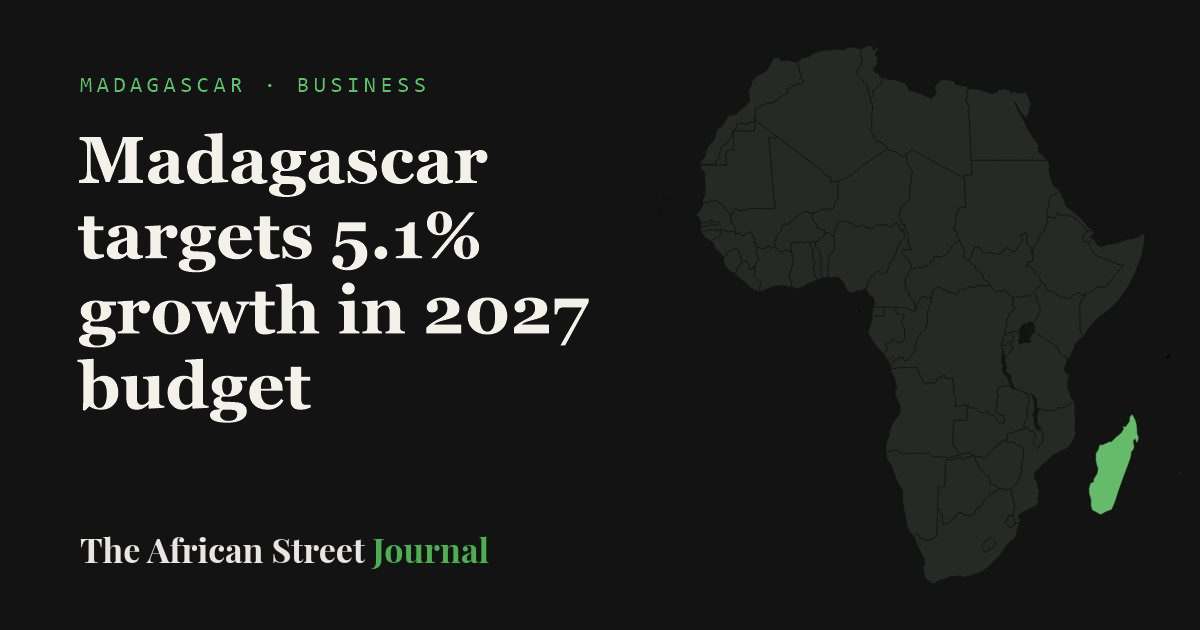 MADAGASCAR · BUSINESS
Madagascar
targets 5.1%
growth in 2027
budget
The African Street Journal